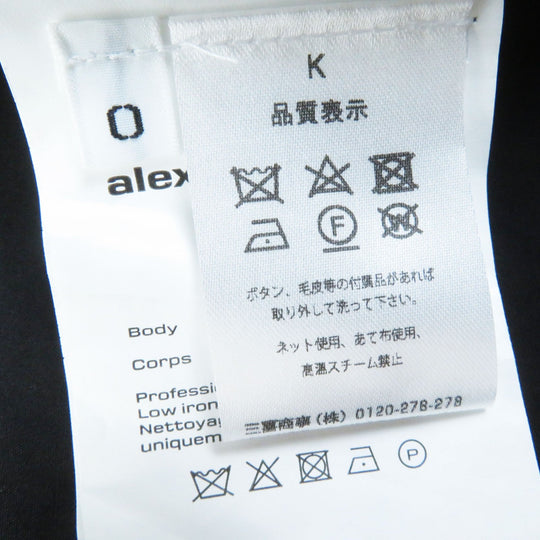 K
品質表示
0
alex
F
W
ボタン、毛皮等の付属品があれば
取り外して洗って下さい。
ネット使用、あて布使用、
高温スチーム禁止
三喜商事(株) 0120-278-278
Body
Corps
Professi
Low iron
Nettoya
uniquem
P